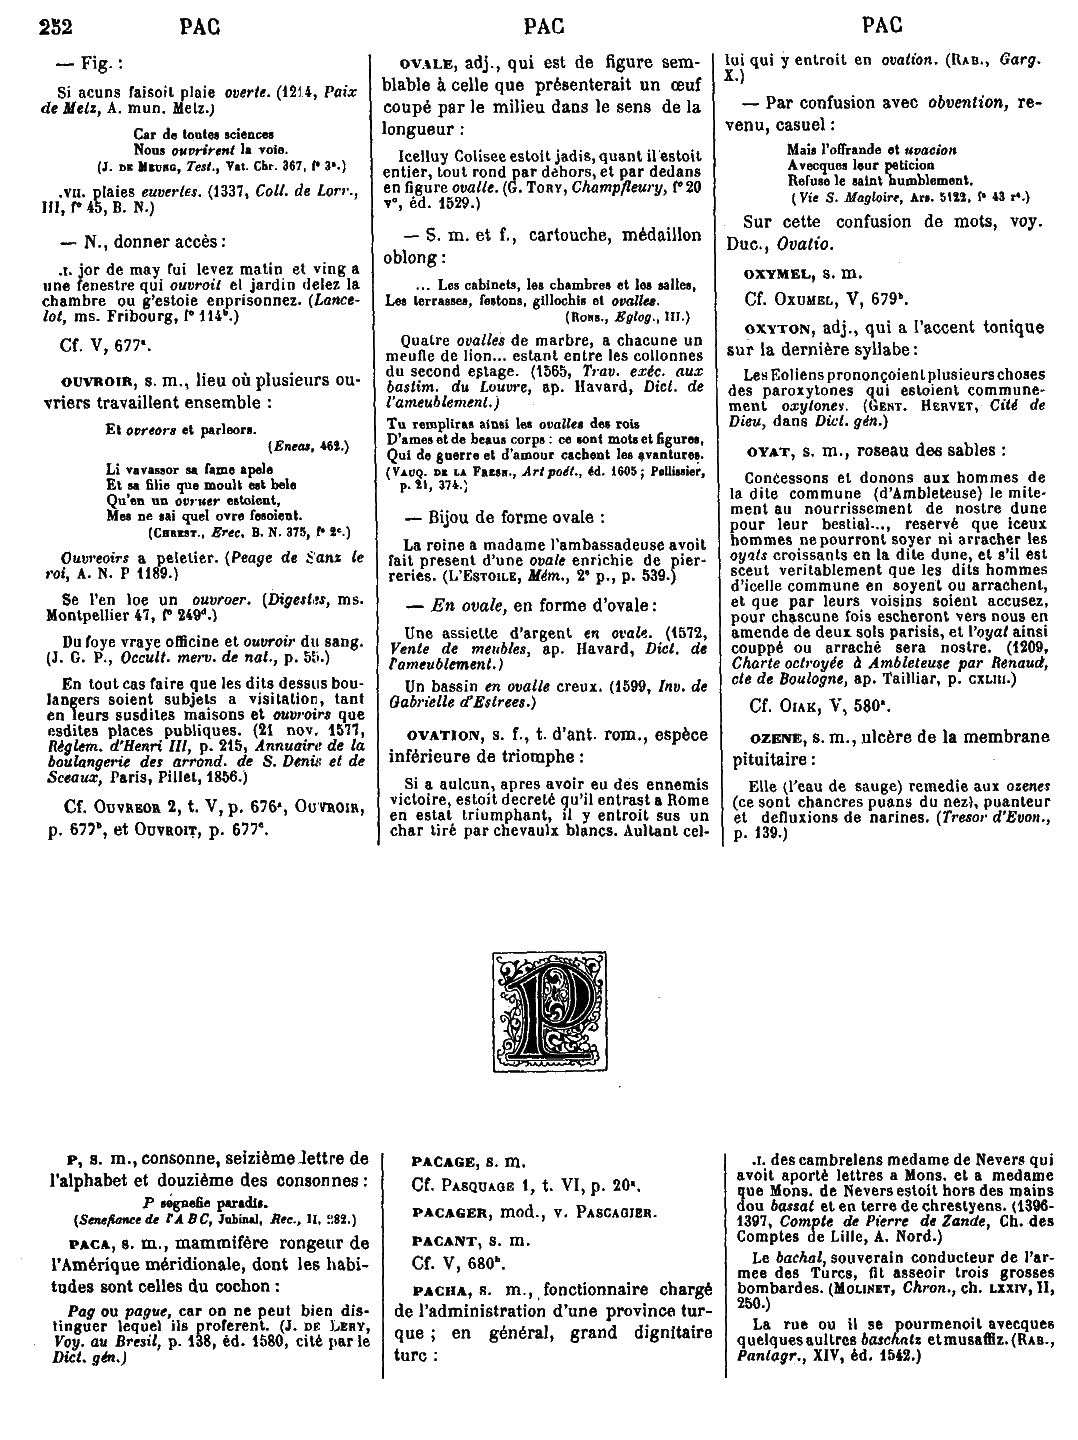 252 PAC PAC PAC
— Fig. :
Si acuns faisoit plaie overte. (1214, Paix
de Metz, A. mun. Metz.)
Car de toutes sciences
Nous ouvrirent la voie.
(J. DE MEUNG, Test., Vat. Chr. 367, f° 3ª.)
.VII. plaies euvertes. (1337, Coll. de Lorr.,
III, f° 45, B. N.)
— N., donner accès :
.I. jor de may fui levez matin et ving a
une fenestre qui ouvroit el jardin delez la
chambre ou g'estoie enprisonnez. (Lance-
lot, ms. Fribourg, f° 114ᵇ.)
Cf. V, 677ª.
OUVROIR, s. m., lieu où plusieurs ou-
vriers travaillent ensemble :
Et ovreors et parleors.
(Eneas, 462.)
Li vavassor sa fame apele
Et sa fille que moult est bele
Qu'en un ovruer estoient,
Mes ne sai quel ovre fesoient.
(CHREST., Erec, B. N. 375, f° 2ᶜ.)
Ouvreoirs a peletier. (Peage de Sanz le
roi, A. N. P 1189.)
Se l'en loe un ouvroer. (Digestes, ms.
Montpellier 47, f° 249ᵈ.)
Du foye vraye officine et ouvroir du sang.
(J. G. P., Occult. merv. de nat., p. 55.)
En tout cas faire que les dits dessus bou-
langers soient subjets a visitation, tant
en leurs susdites maisons et ouvroirs que
esdites places publiques. (21 nov. 1577,
Règlem. d'Henri III, p. 215, Annuaire de la
boulangerie des arrond. de S. Denis et de
Sceaux, Paris, Pillet, 1856.)
Cf. OUVREOR 2, t. V, p. 676ª, OUVROIR,
p. 677ᵇ, et OUVROIT, p. 677ᶜ.
OVALE, adj., qui est de figure sem-
blable à celle que présenterait un œuf
coupé par le milieu dans le sens de la
longueur :
Icelluy Colisee estoit jadis, quant il estoit
entier, tout rond par dehors, et par dedans
en figure ovalle. (G. TORY, Champfleury, f° 20
v°, éd. 1529.)
— S. m. et f., cartouche, médaillon
oblong :
... Les cabinets, les chambres et les salles,
Les terrasses, festons, gillochis et ovalles.
(RONS., Eglog., III.)
Quatre ovalles de marbre, a chacune un
meufle de lion... estant entre les collonnes
du second estage. (1565, Trav. exéc. aux
bastim. du Louvre, ap. Havard, Dict. de
l'ameublement.)
Tu rempliras ainsi les ovalles des rois
D'ames et de beaus corps : ce sont mots et figures,
Qui de guerre et d'amour cachent les avantures.
(VAUQ. DE LA FRESN., Art poét., éd. 1605 ; Pellissier,
p. 21, 374.)
— Bijou de forme ovale :
La roine a madame l'ambassadeuse avoit
fait present d'une ovale enrichie de pier-
reries. (L'ESTOILE, Mém., 2ᵉ p., p. 539.)
— En ovale, en forme d'ovale :
Une assiette d'argent en ovale. (1572,
Vente de meubles, ap. Havard, Dict. de
l'ameublement.)
Un bassin en ovalle creux. (1599, Inv. de
Gabrielle d'Estrees.)
OVATION, s. f., t. d'ant. rom., espèce
inférieure de triomphe :
Si a aulcun, apres avoir eu des ennemis
victoire, estoit decreté qu'il entrast a Rome
en estat triumphant, il y entroit sus un
char tiré par chevaulx blancs. Aultant cel-
lui qui y entroit en ovation. (RAB., Garg.
X.)
— Par confusion avec obvention, re-
venu, casuel :
Mais l'offrande et uvacion
Avecques leur peticion
Refuse le saint humblement.
(Vie S. Magloire, Ars. 5122, f° 43 rª.)
Sur cette confusion de mots, voy.
Duc., Ovatio.
OXYMEL, s. m.
Cf. OXUMEL, V, 679ᵇ.
OXYTON, adj., qui a l'accent tonique
sur la dernière syllabe :
Les Eoliens prononçoient plusieurs choses
des paroxytones qui estoient commune-
ment oxytones. (GENT. HERVET, Cité de
Dieu, dans Dict. gén.)
OYAT, s. m., roseau des sables :
Concessons et donons aux hommes de
la dite commune (d'Ambleteuse) le mite-
ment au nourrissement de nostre dune
pour leur bestial..., reservé que iceux
hommes ne pourront soyer ni arracher les
oyats croissants en la dite dune, et s'il est
sceut veritablement que les dits hommes
d'icelle commune en soyent ou arrachent,
et que par leurs voisins soient accusez,
pour chascune fois escheront vers nous en
amende de deux sols parisis, et l'oyat ainsi
couppé ou arraché sera nostre. (1209,
Charte octroyée à Ambleteuse par Renaud,
cte de Boulogne, ap. Tailliar, p. CXLIII.)
Cf. OIAK, V, 580ª.
OZENE, s. m., ulcère de la membrane
pituitaire :
Elle (l'eau de sauge) remedie aux ozenes
(ce sont chancres puans du nez), puanteur
et defluxions de narines. (Tresor d'Evon.,
p. 139.)
P
P, s. m., consonne, seizième lettre de
l'alphabet et douzième des consonnes :
P segnefie paradis.
(Senefiance de l'A B C, Jubinal, Rec., II, 282.)
PACA, s. m., mammifère rongeur de
l'Amérique méridionale, dont les habi-
tudes sont celles du cochon :
Pag ou pague, car on ne peut bien dis-
tinguer lequel ils proferent. (J. DE LERY,
Voy. au Bresil, p. 138, éd. 1580, cité par le
Dict. gén.)
PACAGE, s. m.
Cf. PASQUAGE 1, t. VI, p. 20ª.
PACAGER, mod., v. PASCAGIER.
PACANT, s. m.
Cf. V, 680ᵇ.
PACHA, s. m., fonctionnaire chargé
de l'administration d'une province tur-
que ; en général, grand dignitaire
turc :
.I. des cambrelens medame de Nevers qui
avoit aporté lettres a Mons. et a medame
que Mons. de Nevers estoit hors des mains
dou bassat et en terre de chrestyens. (1396-
1397, Compte de Pierre de Zande, Ch. des
Comptes de Lille, A. Nord.)
Le bachal, souverain conducteur de l'ar-
mee des Turcs, fit asseoir trois grosses
bombardes. (MOLINET, Chron., ch. LXXIV, II,
250.)
La rue ou il se pourmenoit avecques
quelques aultres baschatz et musaffiz. (RAB.,
Pantagr., XIV, éd. 1542.)